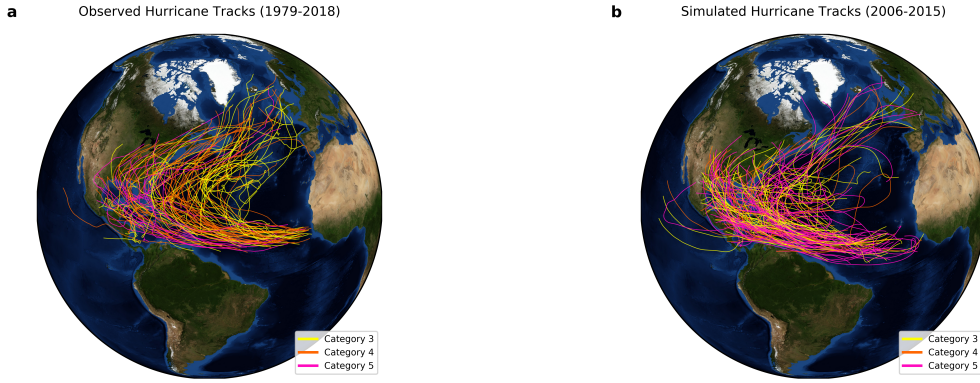 a
Observed Hurricane Tracks (1979-2018)
Category 3
Category 4
Category 5
b
Simulated Hurricane Tracks (2006-2015)
Category 3
Category 4
Category 5